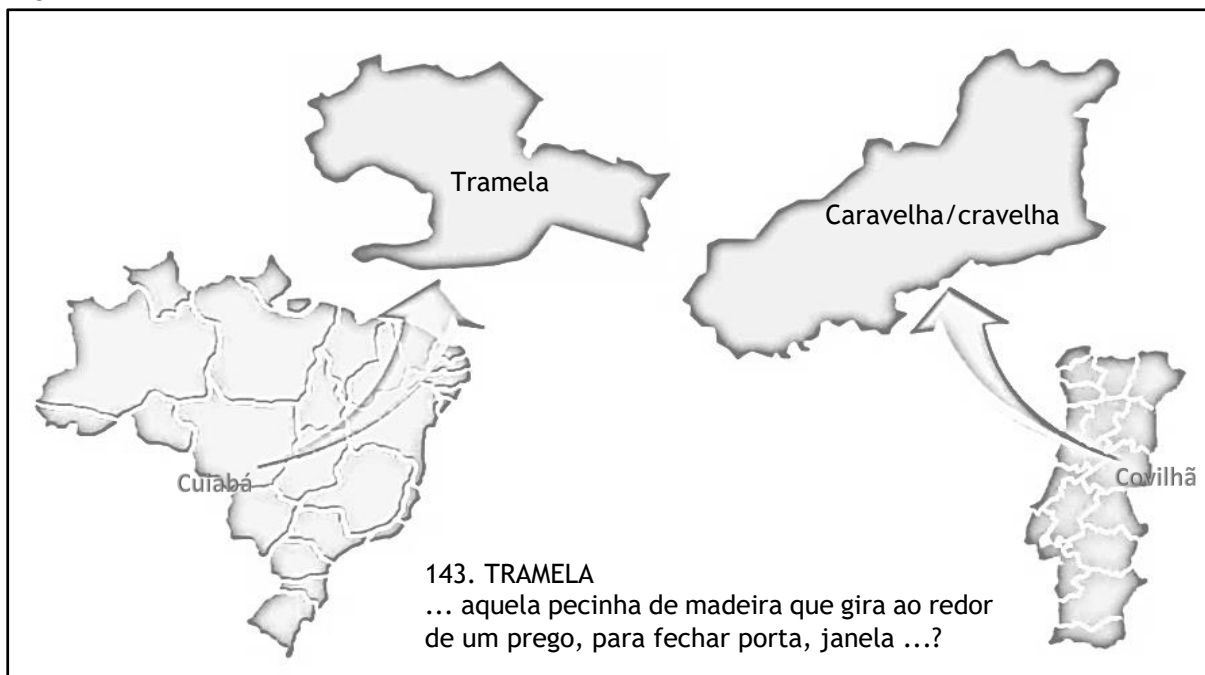 Tramela
Caravelha/cravelha
Cuiabá
Covilhã
143. TRAMELA
... aquela pecinha de madeira que gira ao redor
de um prego, para fechar porta, janela ...?